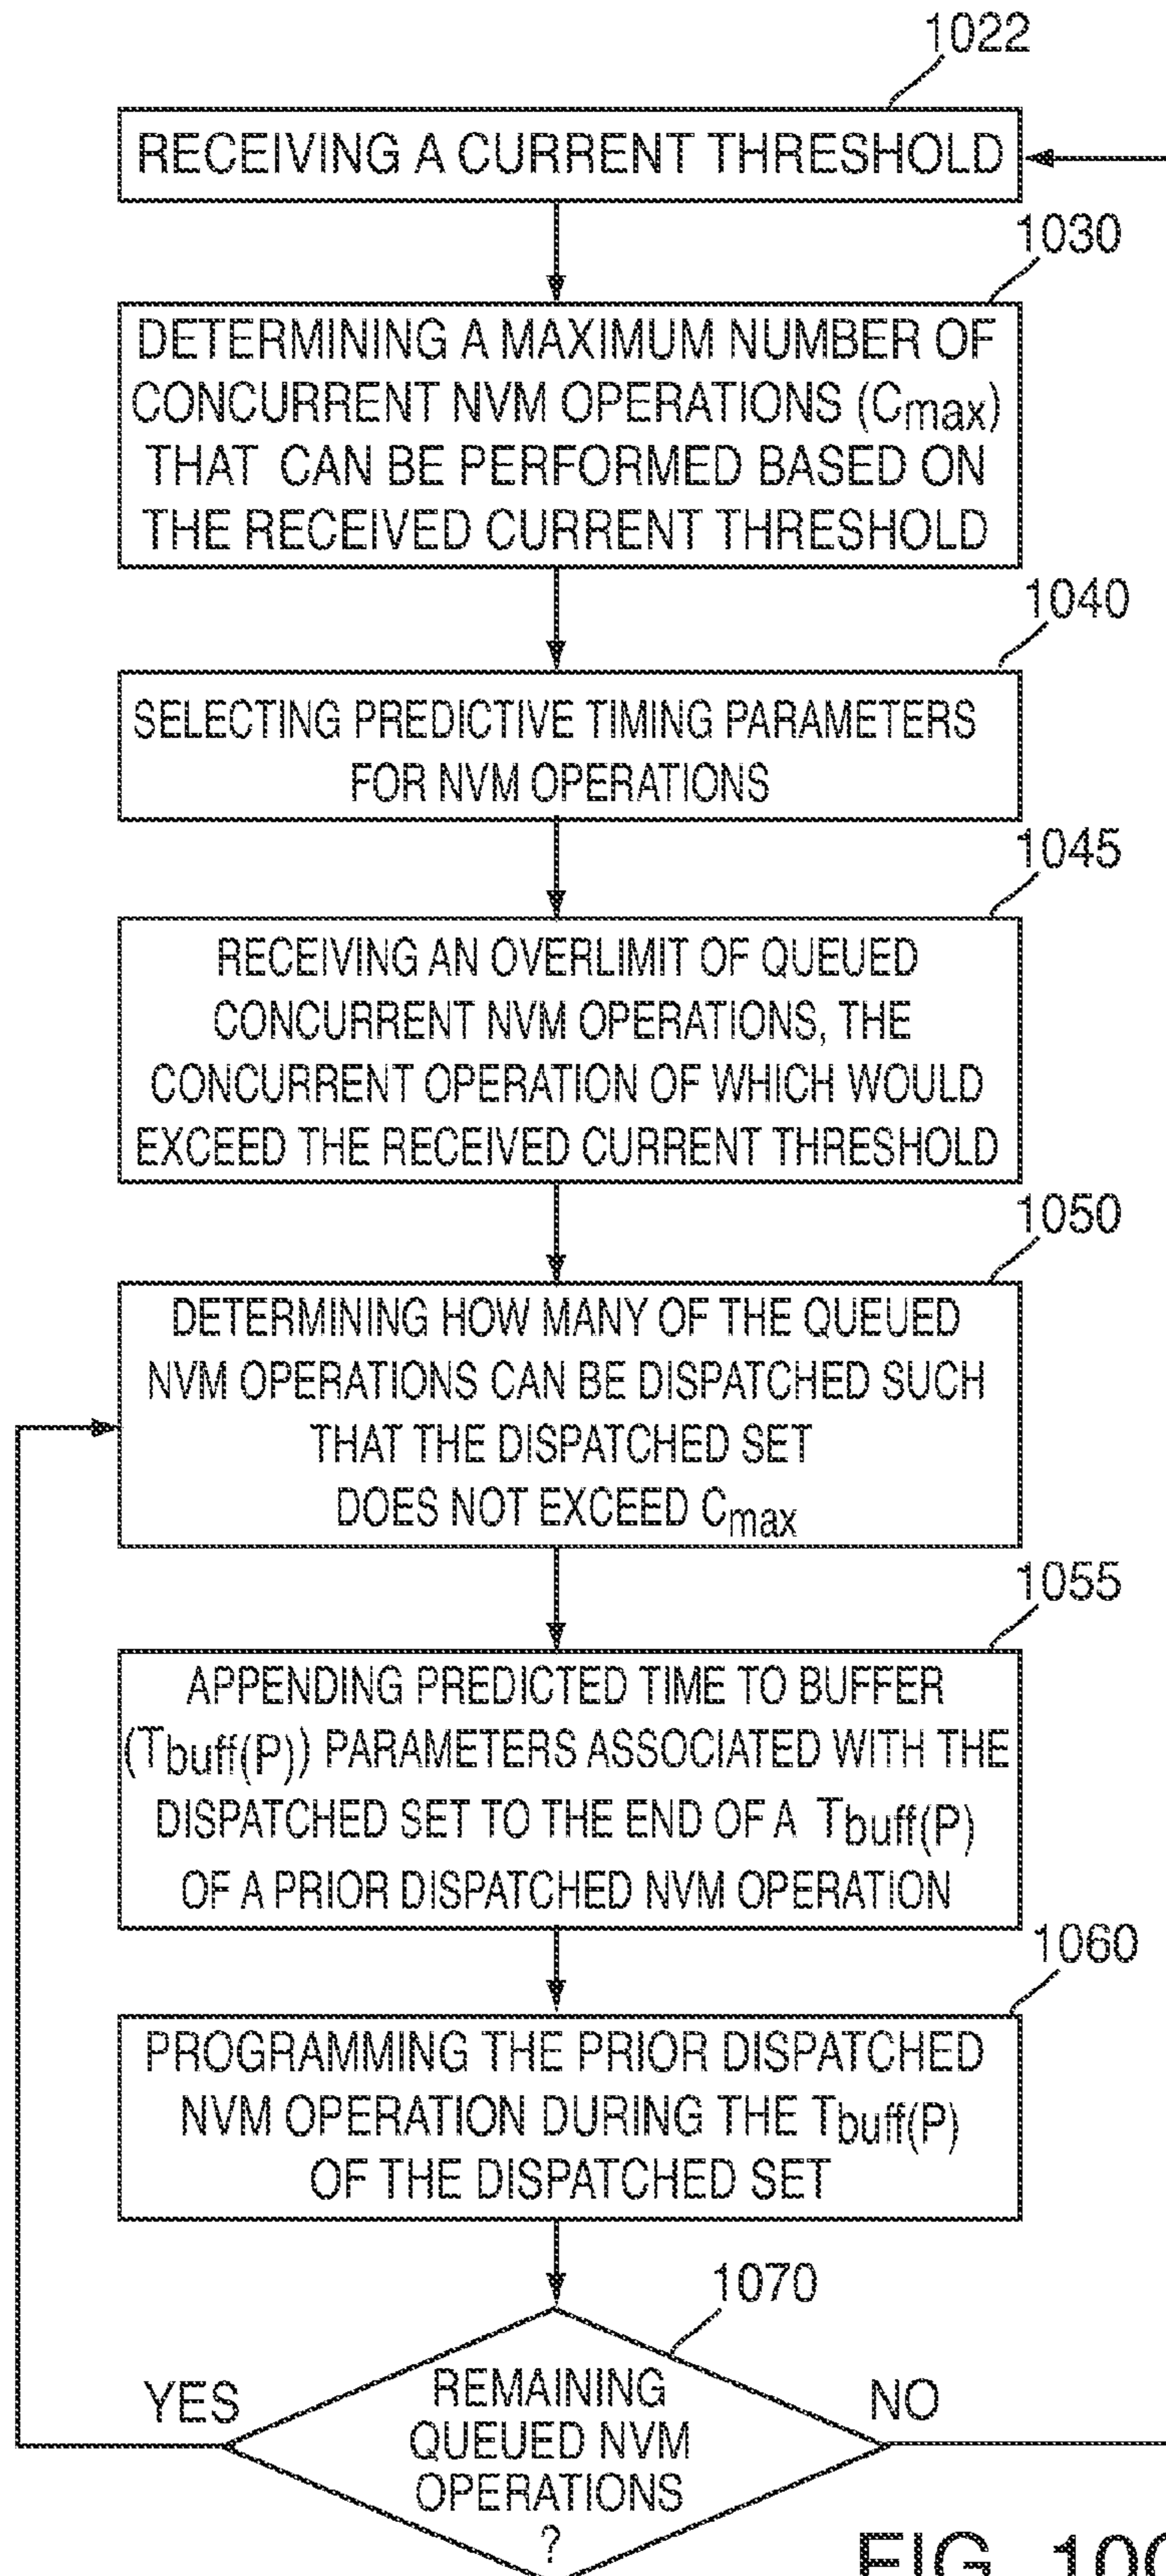 1022
RECEIVING A CURRENT THRESHOLD
1030
DETERMINING A MAXIMUM NUMBER OF
CONCURRENT NVM OPERATIONS (Cmax)
THAT CAN BE PERFORMED BASED ON
THE RECEIVED CURRENT THRESHOLD
1040
SELECTING PREDICTIVE TIMING PARAMETERS
FOR NVM OPERATIONS
1045
RECEIVING AN OVERLIMIT OF QUEUED
CONCURRENT NVM OPERATIONS, THE
CONCURRENT OPERATION OF WHICH WOULD
EXCEED THE RECEIVED CURRENT THRESHOLD
1050
DETERMINING HOW MANY OF THE QUEUED
NVM OPERATIONS CAN BE DISPATCHED SUCH
THAT THE DISPATCHED SET
DOES NOT EXCEED Cmax
1055
APPENDING PREDICTED TIME TO BUFFER
(Tbuff(P)) PARAMETERS ASSOCIATED WITH THE
DISPATCHED SET TO THE END OF A Tbuff(P)
OF A PRIOR DISPATCHED NVM OPERATION
1060
PROGRAMMING THE PRIOR DISPATCHED
NVM OPERATION DURING THE Tbuff(P)
OF THE DISPATCHED SET
1070
YES
REMAINING
QUEUED NVM
OPERATIONS
?
NO
FIG.